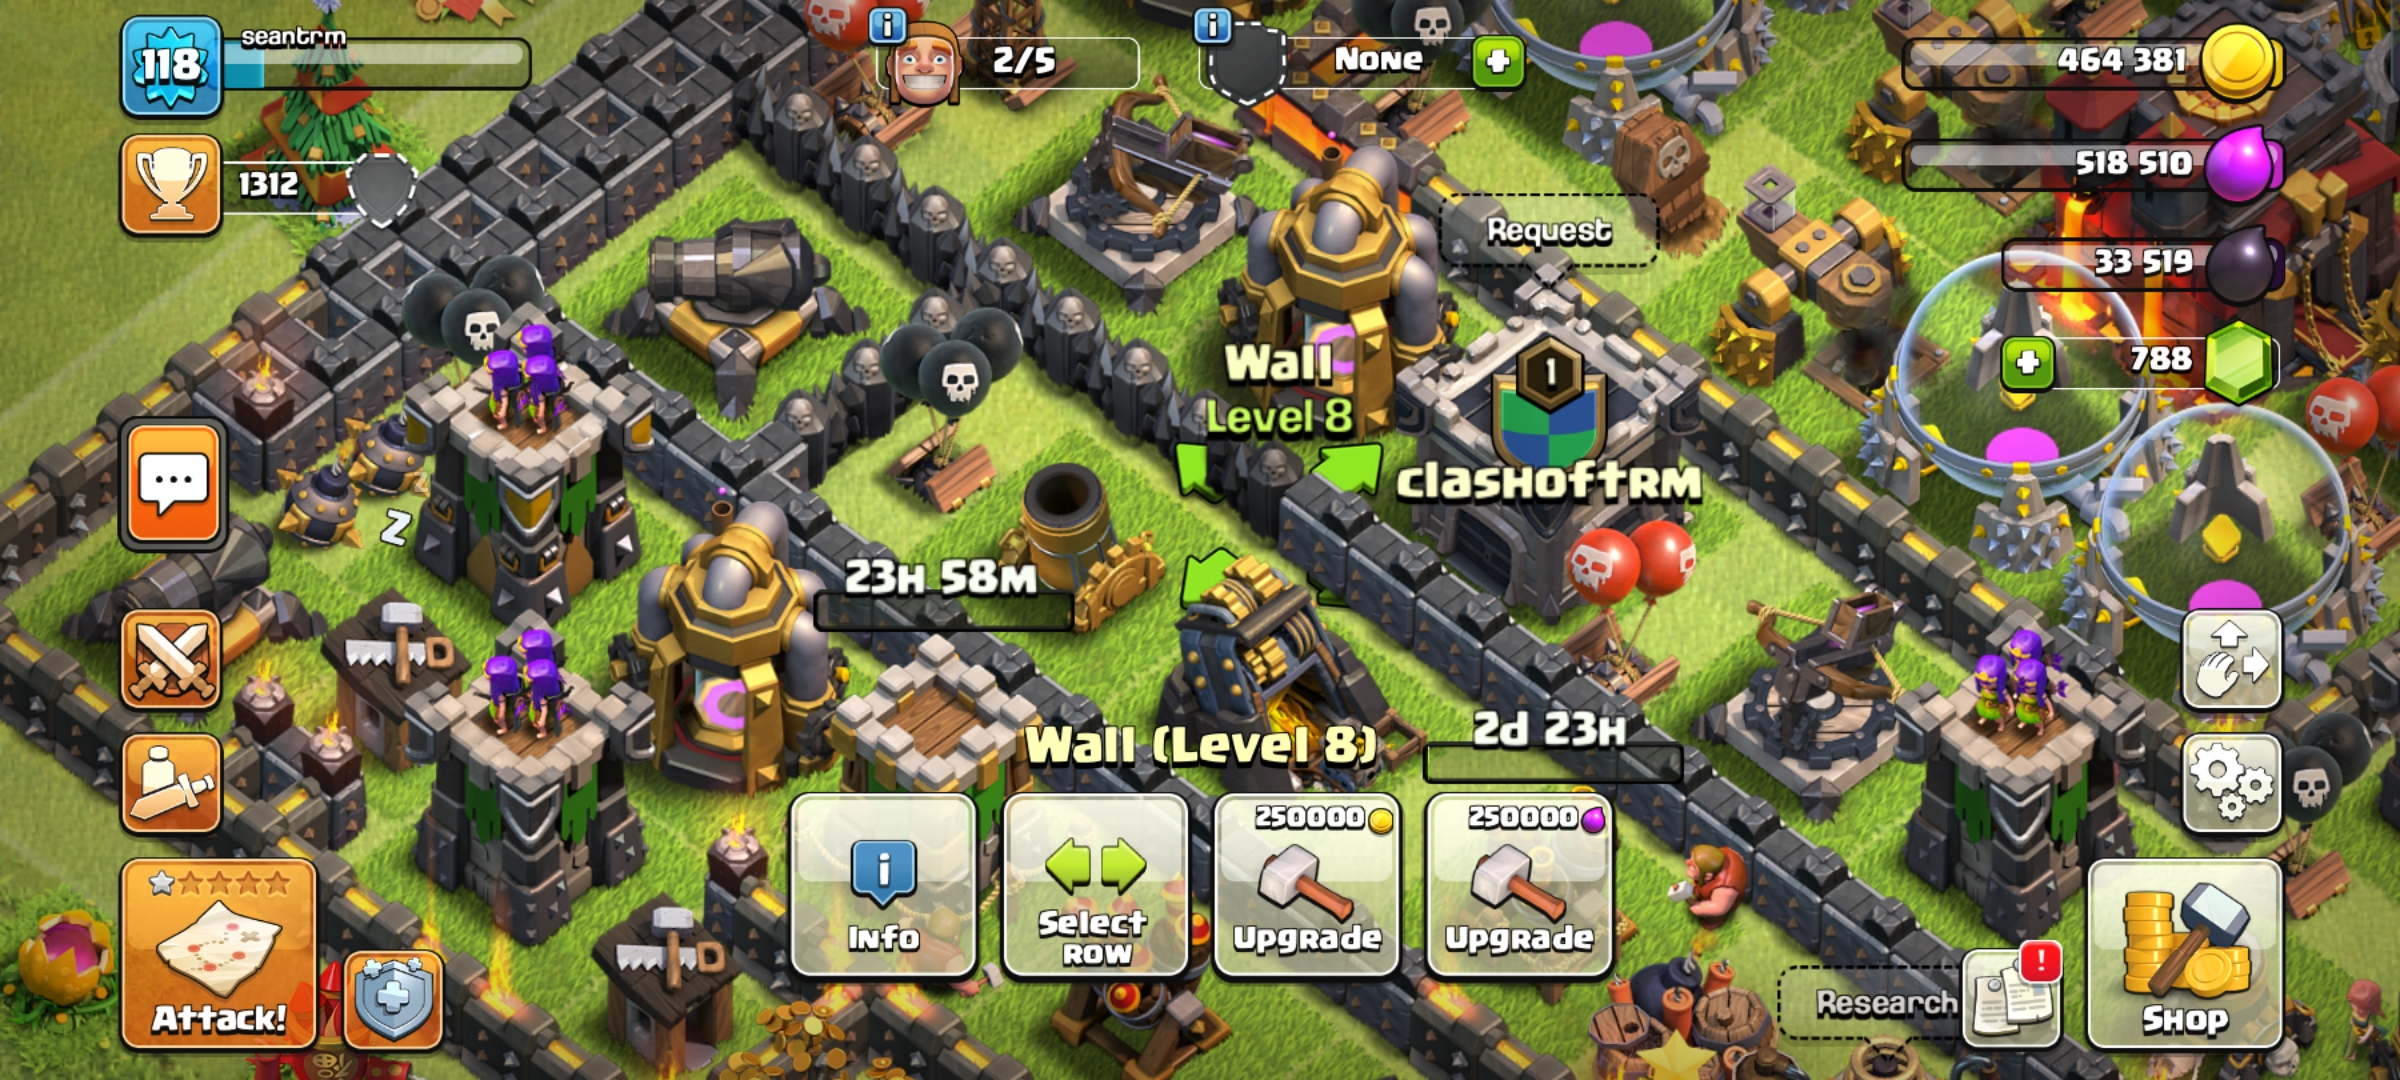 118
seantrm
2/5
None
464 381
1312
518 510
Request
33 519
Wall
Level 8
1
788
clashoftRM
Z
23H 58M
Wall (Level 8)
2d 23H
250000
250000
Info
Select
Row
Upgrade
Upgrade
Attack!
Research
!
Shop